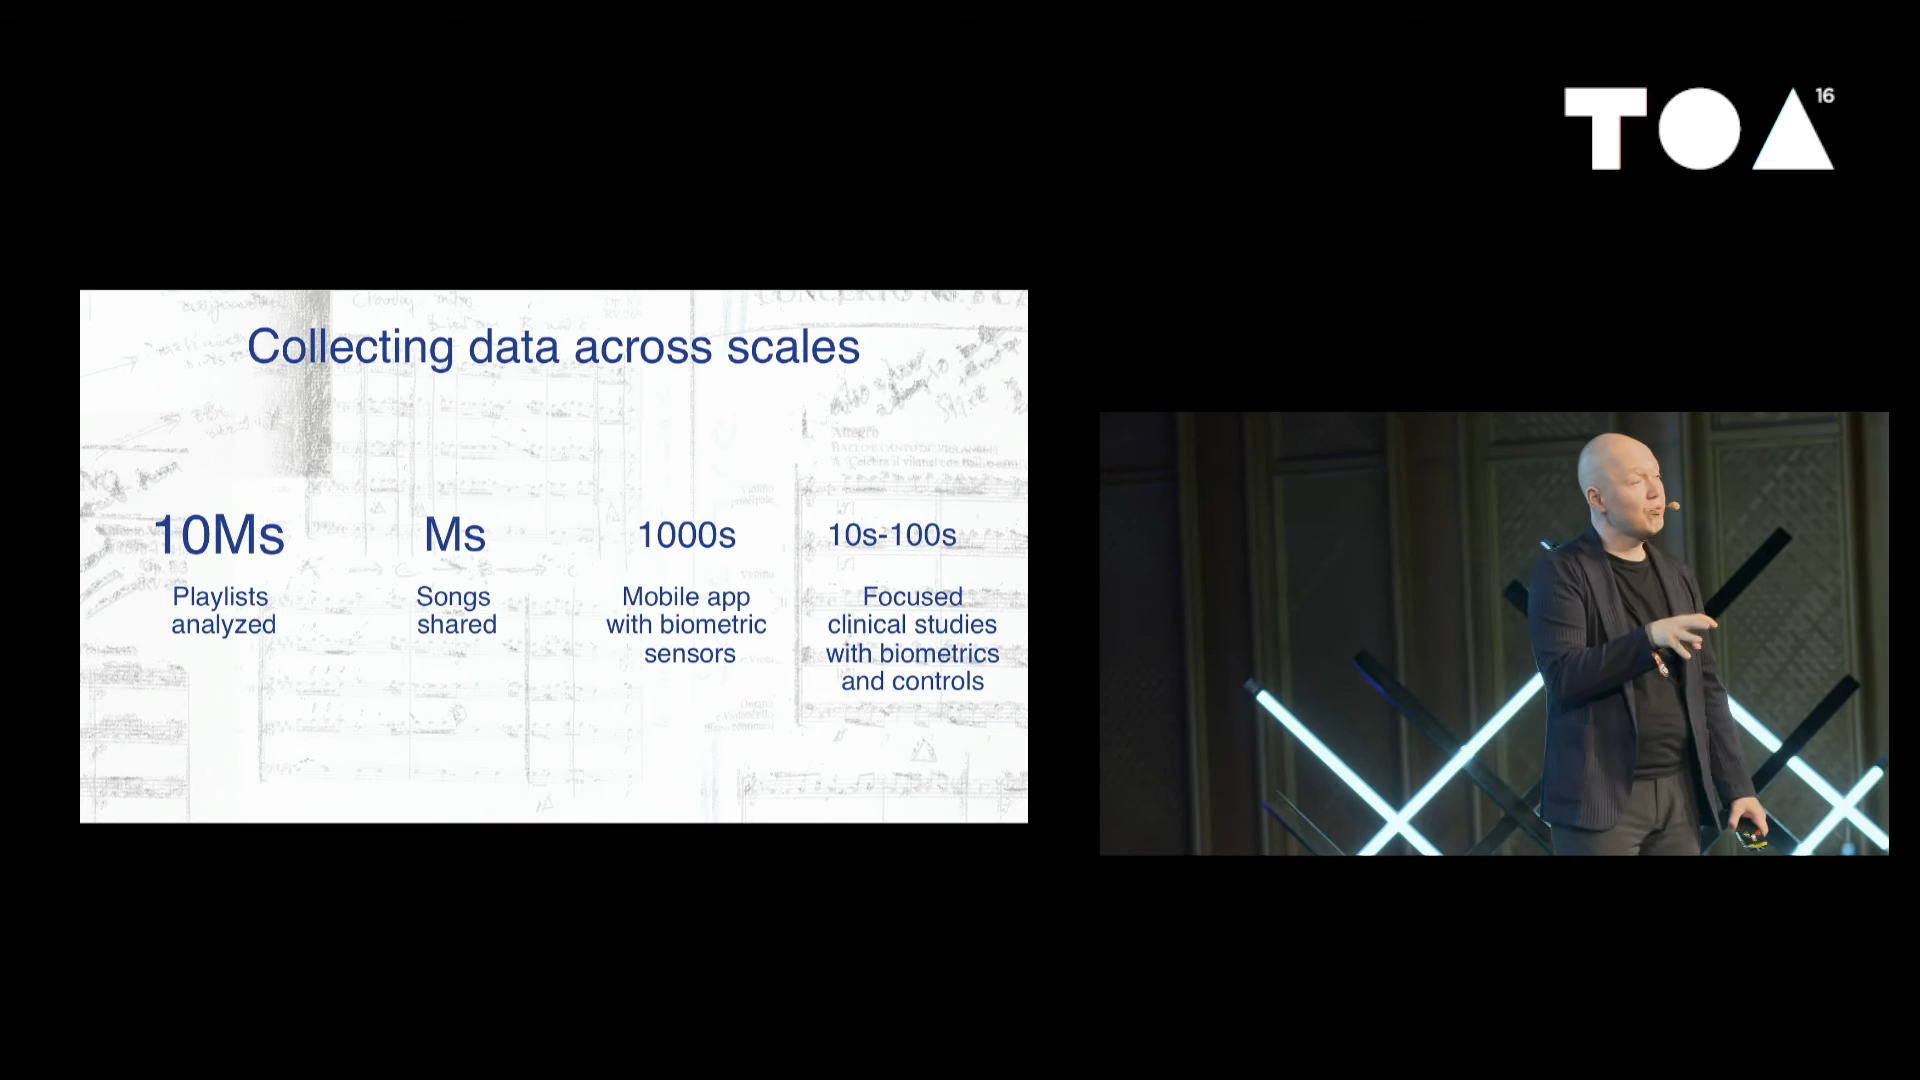 TOA
16
Collecting data across scales
10Ms
Playlists
analyzed
Ms
Songs
shared
1000s
Mobile app
with biometric
sensors
10s-100s
Focused
clinical studies
with biometrics
and controls
Allegro